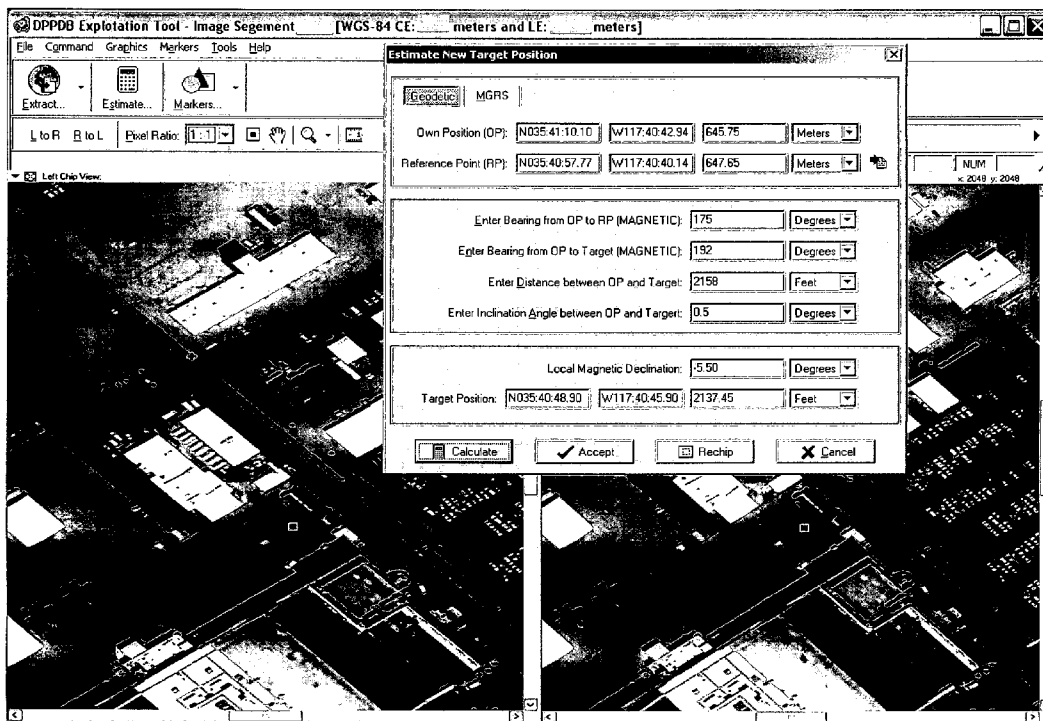 DPPDB Explotation Tool - Image Segement____ [WGS-84 CE:____ meters and LE:____ meters]
File Command Graphics Markers Tools Help
Extract... Estimate... Markers...
L to R R to L Pixel Ratio: 1:1
NUM
x: 2048 y: 2048
Left Chip View:
Estimate New Target Position
Geodetic MGRS
Own Position (OP): N035:41:10.10 W117:40:42.94 645.75 Meters
Reference Point (RP): N035:40:57.77 W117:40:40.14 647.65 Meters
Enter Bearing from OP to RP (MAGNETIC): 175 Degrees
Enter Bearing from OP to Target (MAGNETIC): 192 Degrees
Enter Distance between OP and Target: 2158 Feet
Enter Inclination Angle between OP and Targert: 0.5 Degrees
Local Magnetic Declination: -5.50 Degrees
Target Position: N035:40:48.90 W117:40:45.90 2137.45 Feet
Calculate Accept Rechip Cancel